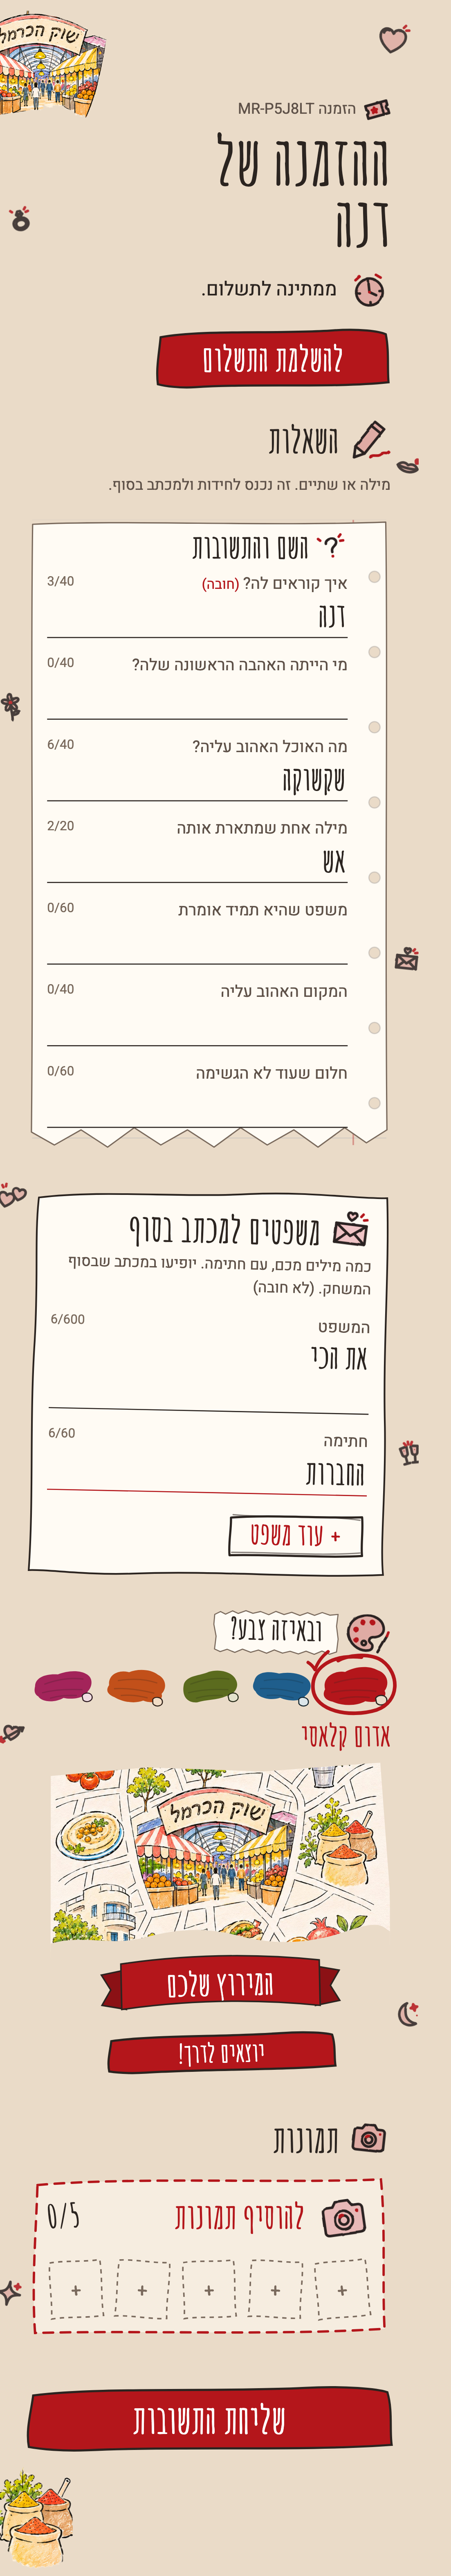 שוק הכרמל
הזמנה MR-P5J8LT
ההזמנה של
דנה
ממתינה לתשלום.
להשלמת התשלום
השאלות
מילה או שתיים. זה נכנס לחידות ולמכתב בסוף.
השם והתשובות
איך קוראים לה? (חובה) 3/40
דנה
מי הייתה האהבה הראשונה שלה? 0/40
מה האוכל האהוב עליה? 6/40
שקשוקה
מילה אחת שמתארת אותה 2/20
אש
משפט שהיא תמיד אומרת 0/60
המקום האהוב עליה 0/40
חלום שעוד לא הגשימה 0/60
משפטים למכתב בסוף
כמה מילים מכם, עם חתימה. יופיעו במכתב שבסוף
המשחק. (לא חובה)
המשפט 6/600
את הכי
חתימה 6/60
החברות
+ עוד משפט
ובאיזה צבע?
אדום קלאסי
שוק הכרמל
המירוץ שלכם
יוצאים לדרך!
תמונות
להוסיף תמונות 0/5
+ + + + +
שליחת התשובות